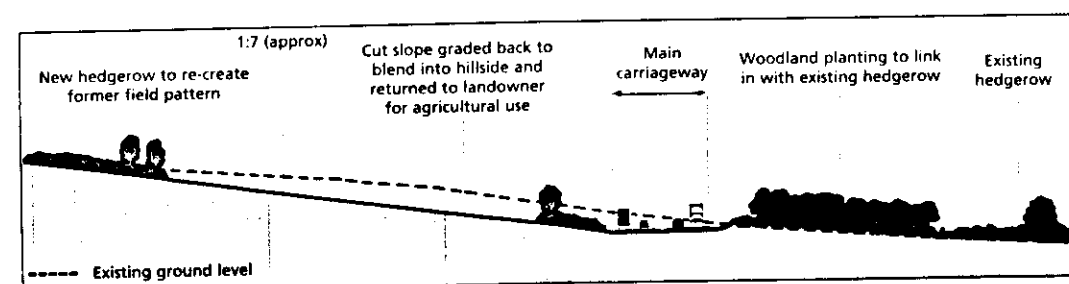 New hedgerow to re-create
former field pattern
1:7 (approx)
Cut slope graded back to
blend into hillside and
returned to landowner
for agricultural use
Main
carriageway
Woodland planting to link
in with existing hedgerow
Existing
hedgerow
Existing ground level